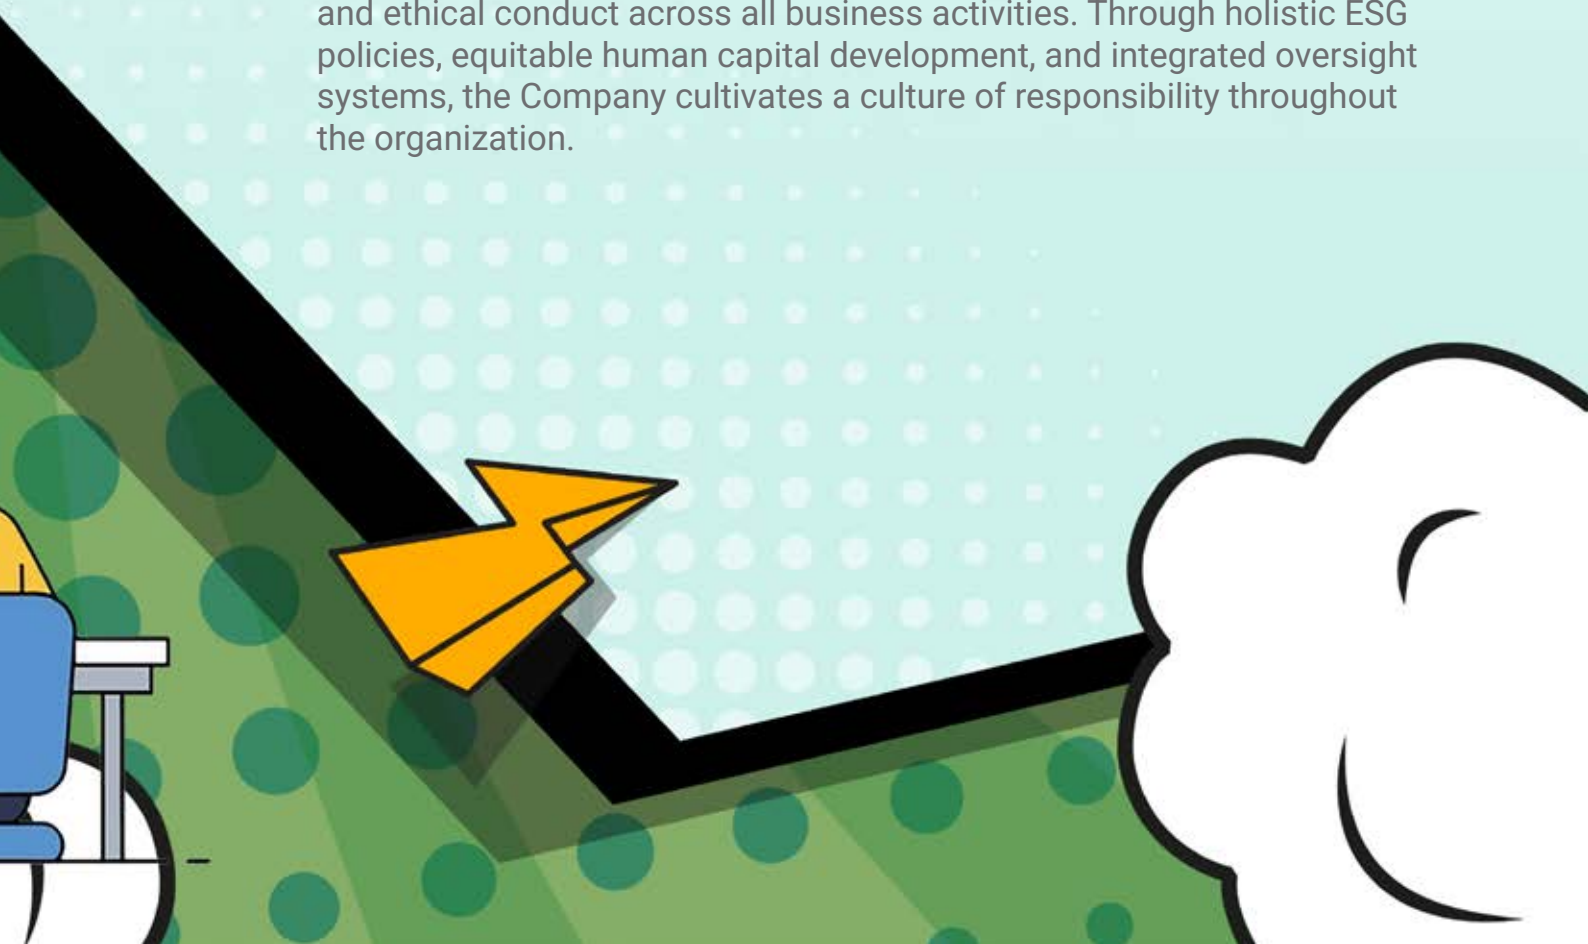 and ethical conduct across all business activities. Through holistic ESG
policies, equitable human capital development, and integrated oversight
systems, the Company cultivates a culture of responsibility throughout
the organization.